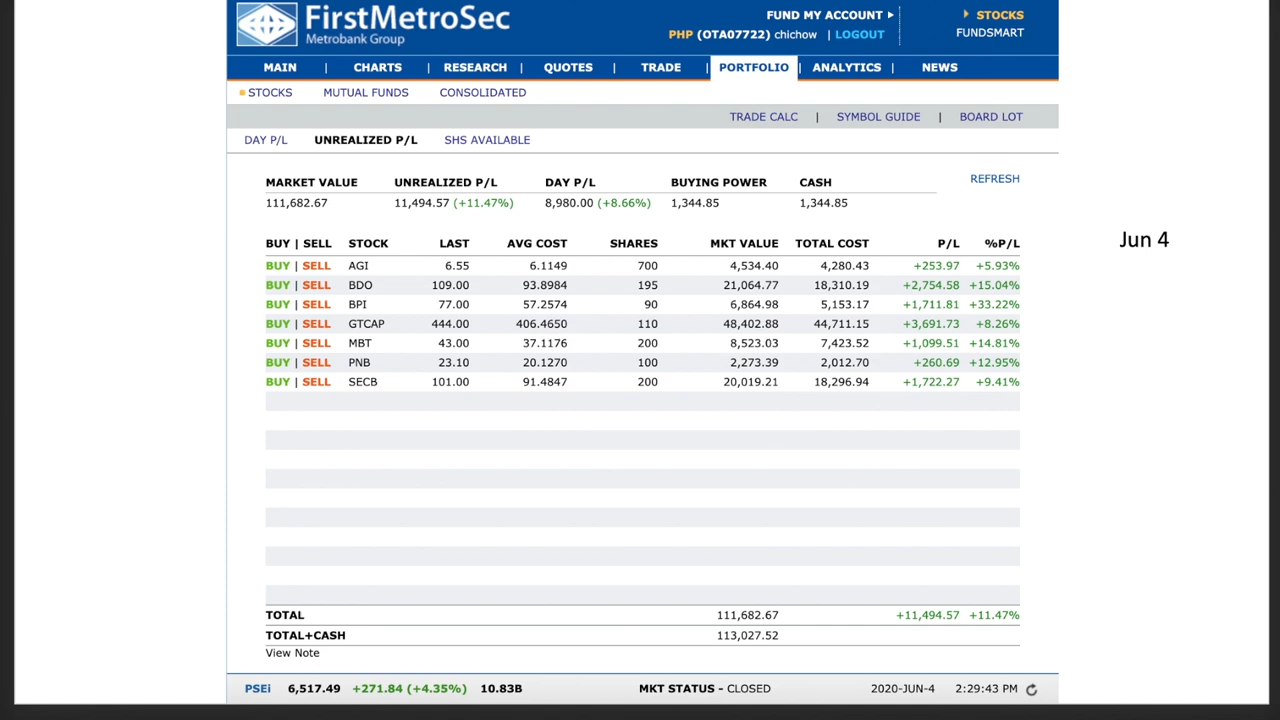 FirstMetroSec
Metrobank Group
FUND MY ACCOUNT
PHP (OTA07722) chichow | LOGOUT
STOCKS
FUNDSMART
MAIN | CHARTS | RESEARCH | QUOTES | TRADE | PORTFOLIO | ANALYTICS | NEWS
STOCKS MUTUAL FUNDS CONSOLIDATED
TRADE CALC | SYMBOL GUIDE | BOARD LOT
DAY P/L UNREALIZED P/L SHS AVAILABLE
MARKET VALUE UNREALIZED P/L DAY P/L BUYING POWER CASH REFRESH
111,682.67 11,494.57 (+11.47%) 8,980.00 (+8.66%) 1,344.85 1,344.85
Jun 4
BUY | SELL STOCK LAST AVG COST SHARES MKT VALUE TOTAL COST P/L %P/L
BUY | SELL AGI 6.55 6.1149 700 4,534.40 4,280.43 +253.97 +5.93%
BUY | SELL BDO 109.00 93.8984 195 21,064.77 18,310.19 +2,754.58 +15.04%
BUY | SELL BPI 77.00 57.2574 90 6,864.98 5,153.17 +1,711.81 +33.22%
BUY | SELL GTCAP 444.00 406.4650 110 48,402.88 44,711.15 +3,691.73 +8.26%
BUY | SELL MBT 43.00 37.1176 200 8,523.03 7,423.52 +1,099.51 +14.81%
BUY | SELL PNB 23.10 20.1270 100 2,273.39 2,012.70 +260.69 +12.95%
BUY | SELL SECB 101.00 91.4847 200 20,019.21 18,296.94 +1,722.27 +9.41%
TOTAL 111,682.67 +11,494.57 +11.47%
TOTAL+CASH 113,027.52
View Note
PSEi 6,517.49 +271.84 (+4.35%) 10.83B MKT STATUS - CLOSED 2020-JUN-4 2:29:43 PM